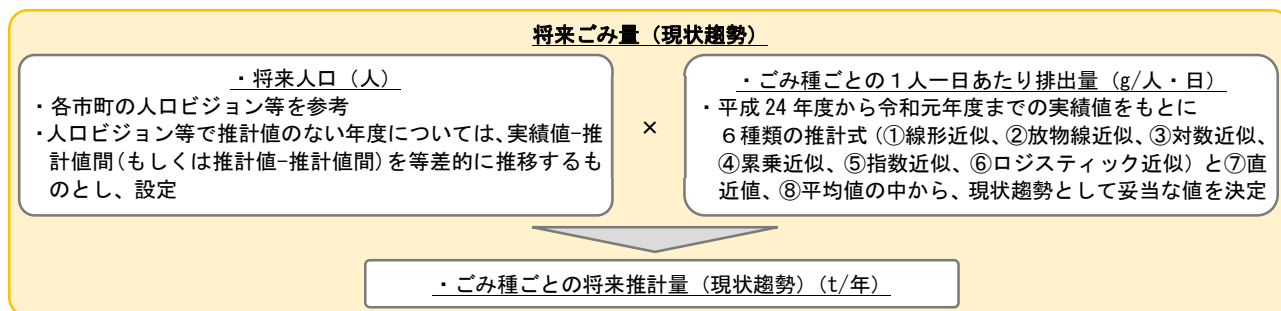 将来ごみ量（現状趨勢）
・将来人口（人）
・各市町の人口ビジョン等を参考
・人口ビジョン等で推計値のない年度については、実績値-推
計値間（もしくは推計値-推計値間）を等差的に推移するも
のとし、設定
×
・ごみ種ごとの１人一日あたり排出量（g/人・日）
・平成 24 年度から令和元年度までの実績値をもとに
６種類の推計式（①線形近似、②放物線近似、③対数近似、
④累乗近似、⑤指数近似、⑥ロジスティック近似）と⑦直
近値、⑧平均値の中から、現状趨勢として妥当な値を決定
・ごみ種ごとの将来推計量（現状趨勢）（t/年）